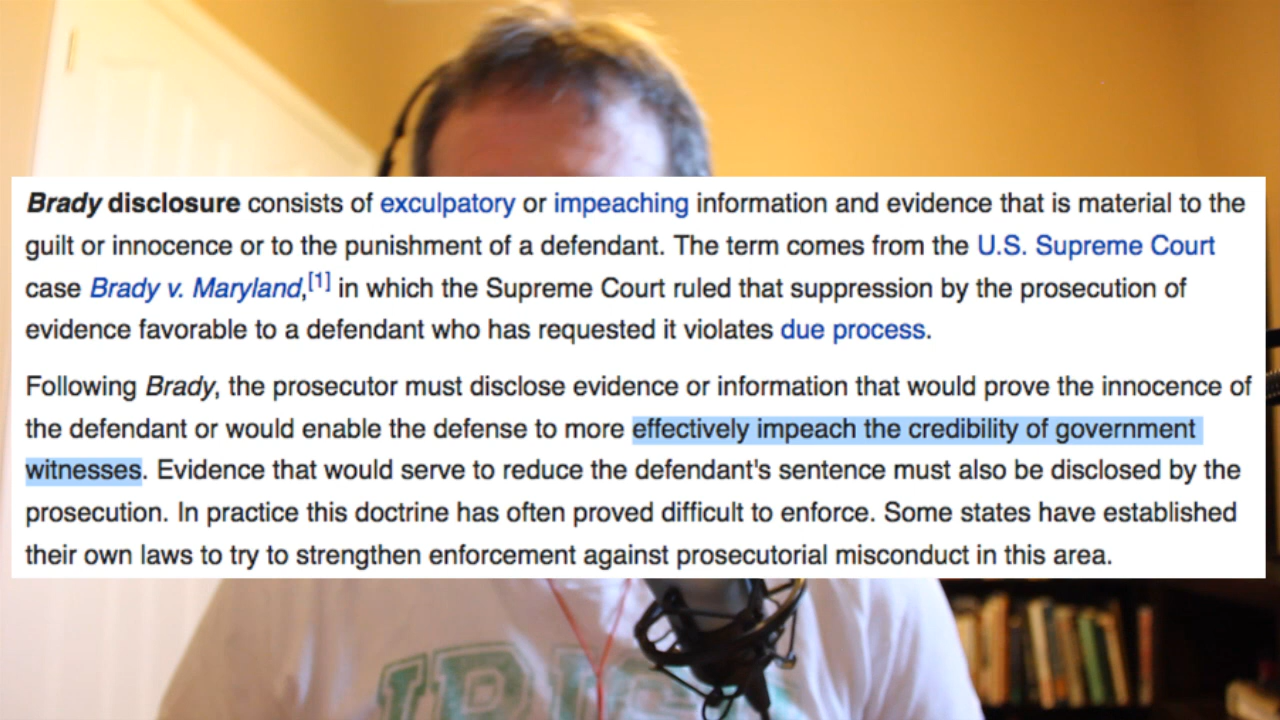 Brady disclosure consists of exculpatory or impeaching information and evidence that is material to the
guilt or innocence or to the punishment of a defendant. The term comes from the U.S. Supreme Court
case Brady v. Maryland,[1] in which the Supreme Court ruled that suppression by the prosecution of
evidence favorable to a defendant who has requested it violates due process.
Following Brady, the prosecutor must disclose evidence or information that would prove the innocence of
the defendant or would enable the defense to more effectively impeach the credibility of government
witnesses. Evidence that would serve to reduce the defendant's sentence must also be disclosed by the
prosecution. In practice this doctrine has often proved difficult to enforce. Some states have established
their own laws to try to strengthen enforcement against prosecutorial misconduct in this area.